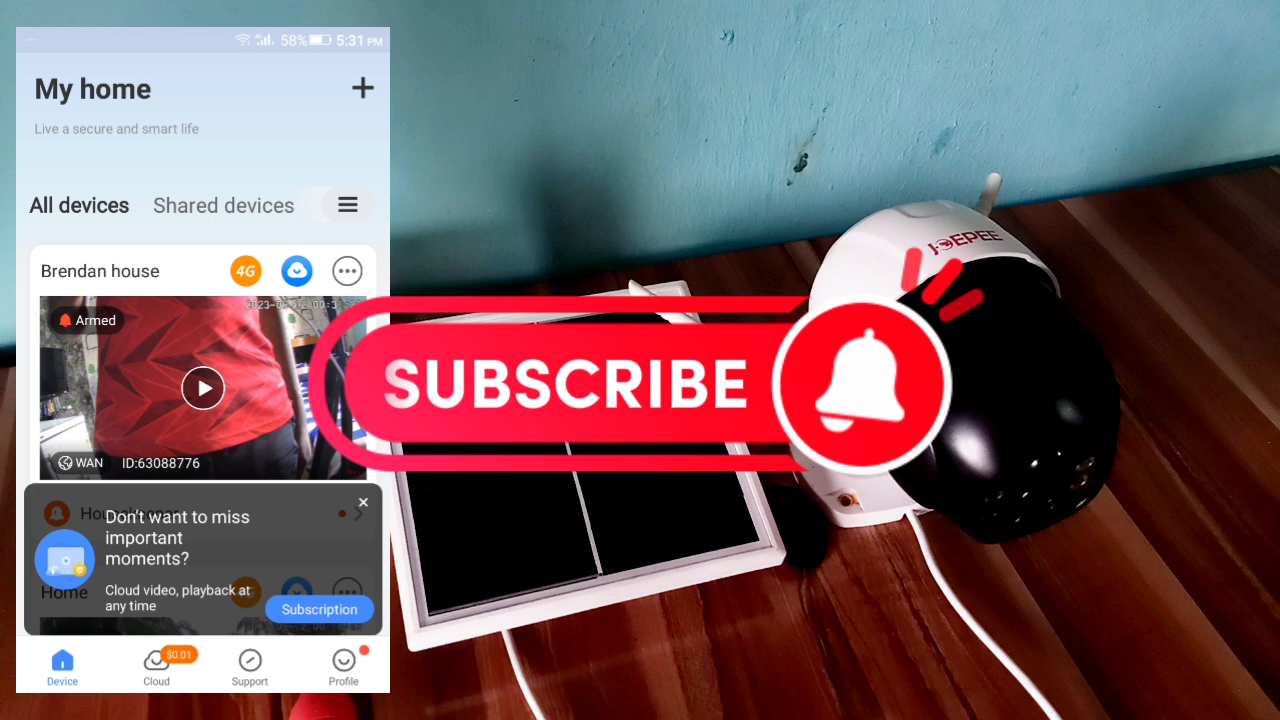 58% 5:31 PM
My home
+
Live a secure and smart life
All devices Shared devices
Brendan house 4G
Armed
WAN ID:63088776
Don't want to miss
important
moments?
Cloud video, playback at
any time
Subscription
Home
$0.01
Device Cloud Support Profile
SUBSCRIBE
JOEPEE